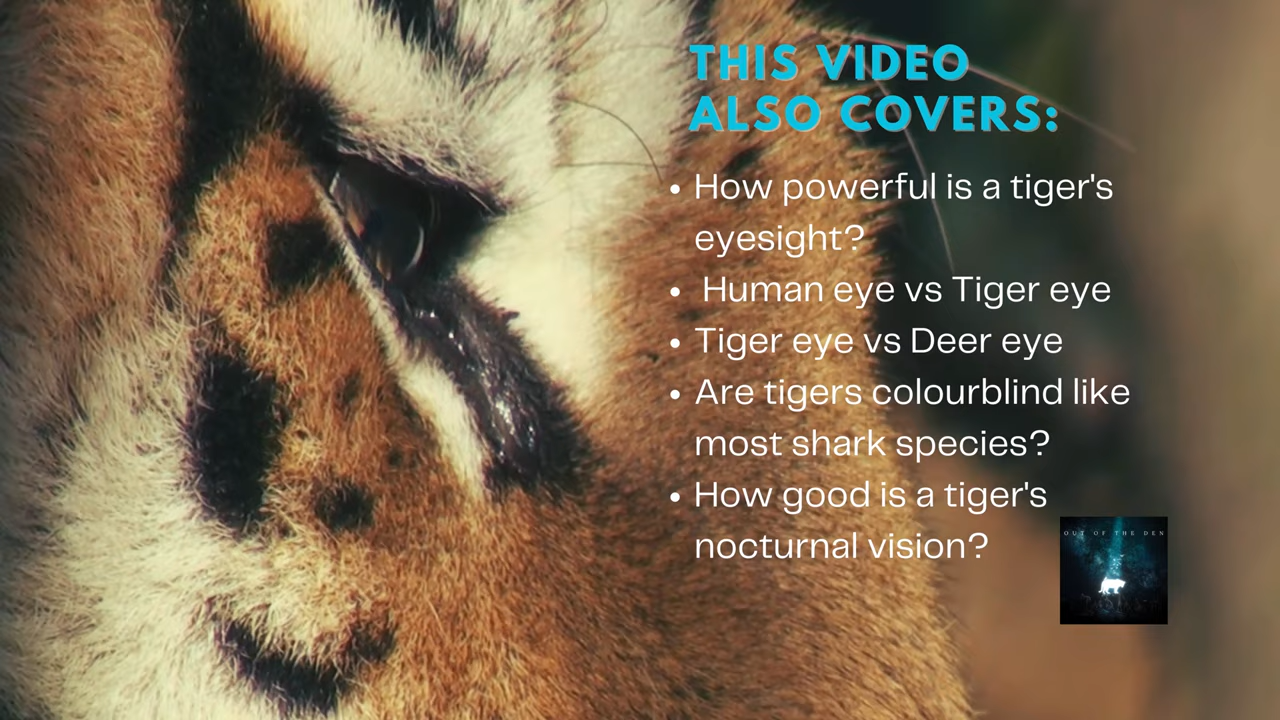 THIS VIDEO
ALSO COVERS:
• How powerful is a tiger's
eyesight?
• Human eye vs Tiger eye
• Tiger eye vs Deer eye
• Are tigers colourblind like
most shark species?
• How good is a tiger's
nocturnal vision?
OUT OF THE DEN